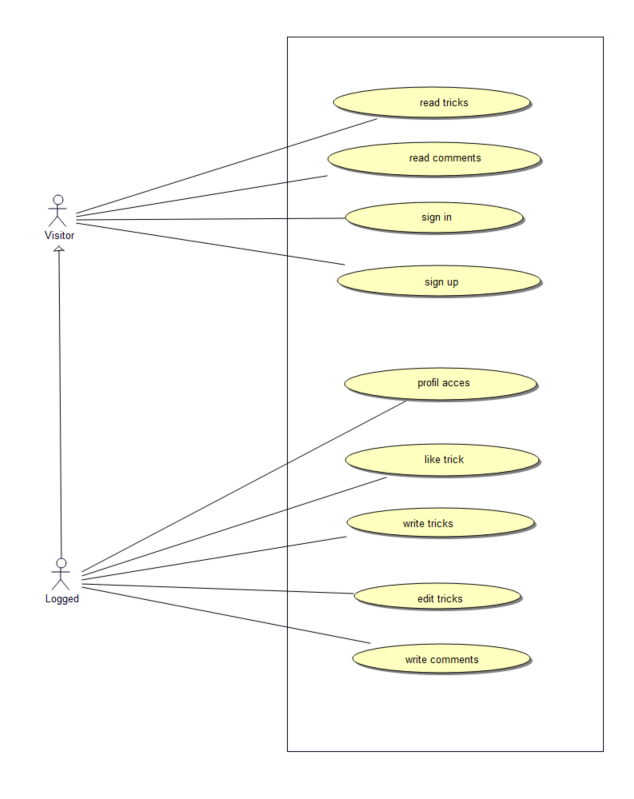 read tricks
read comments
sign in
Visitor
sign up
profil acces
like trick
write tricks
edit tricks
Logged
write comments